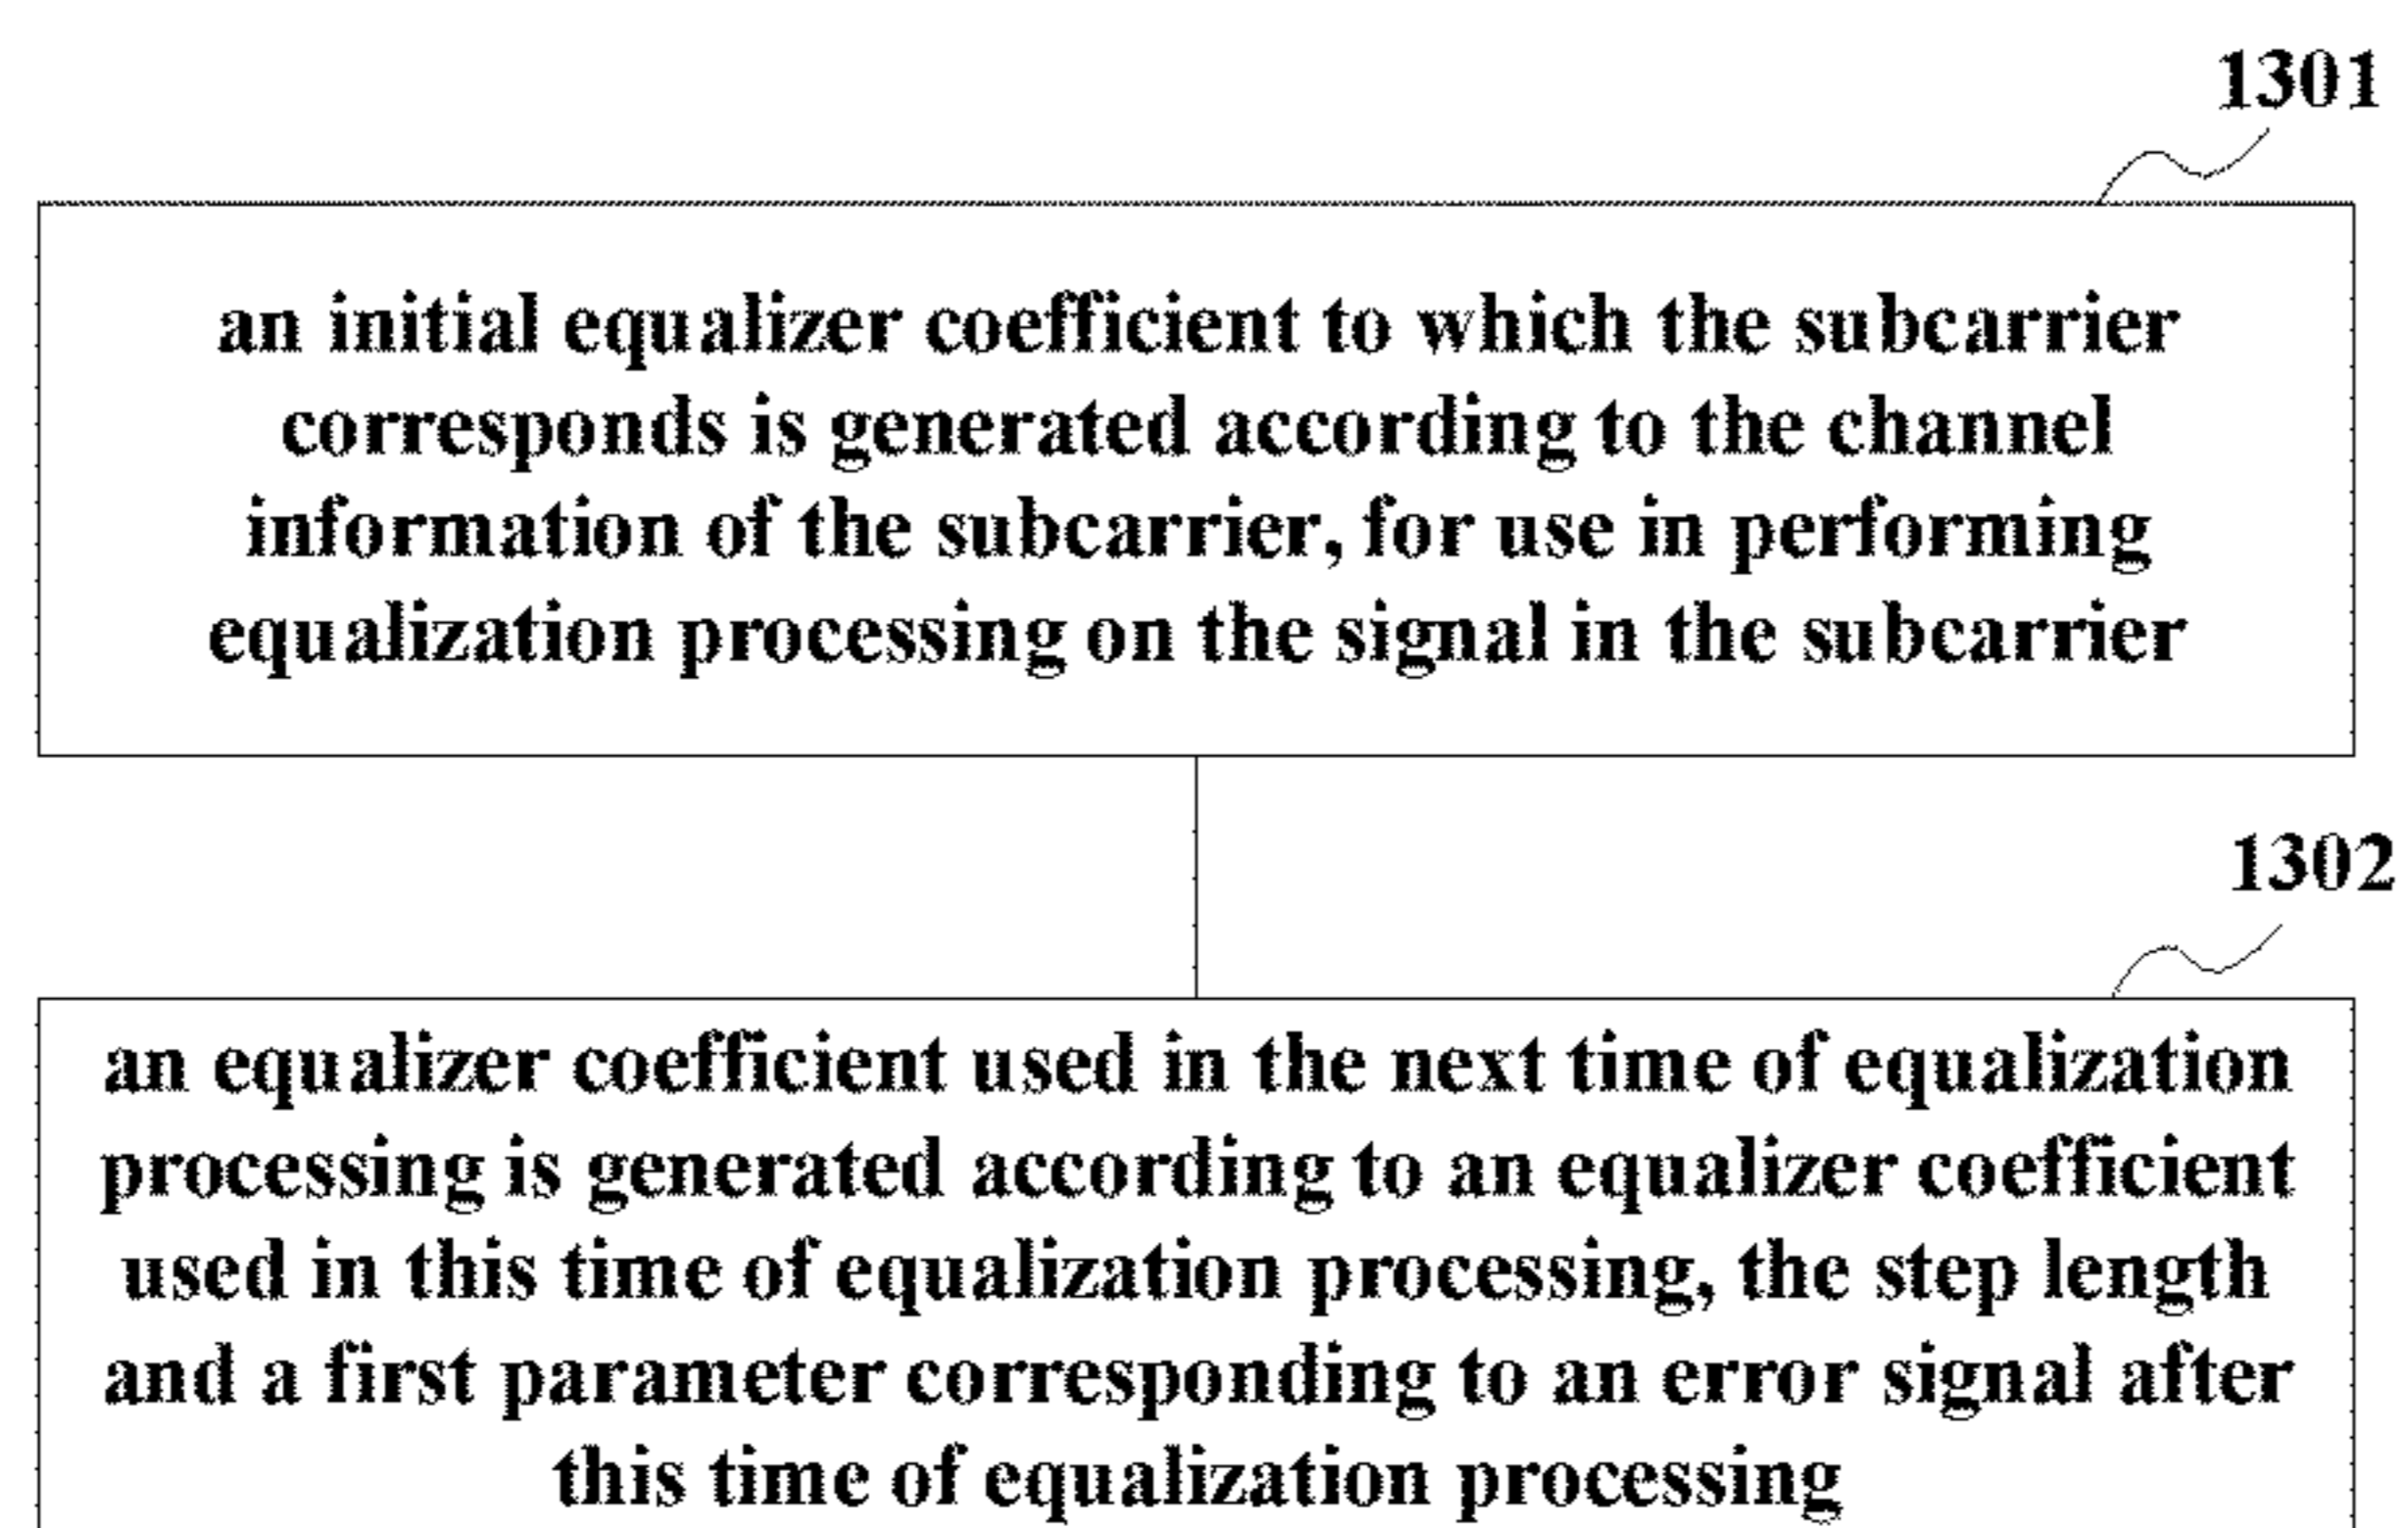 1301
an initial equalizer coefficient to which the subcarrier
corresponds is generated according to the channel
information of the subcarrier, for use in performing
equalization processing on the signal in the subcarrier
1302
an equalizer coefficient used in the next time of equalization
processing is generated according to an equalizer coefficient
used in this time of equalization processing, the step length
and a first parameter corresponding to an error signal after
this time of equalization processing